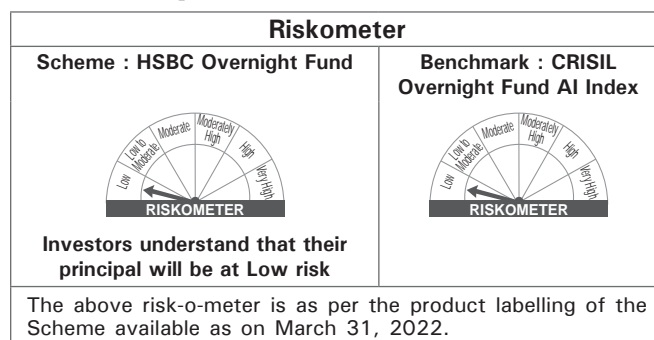 Riskometer
Scheme : HSBC Overnight Fund
Benchmark : CRISIL
Overnight Fund AI Index
Low
Low to
Moderate
Moderate
Moderately
High
High
Very High
RISKOMETER
Low
Low to
Moderate
Moderate
Moderately
High
High
Very High
RISKOMETER
Investors understand that their
principal will be at Low risk
The above risk-o-meter is as per the product labelling of the
Scheme available as on March 31, 2022.